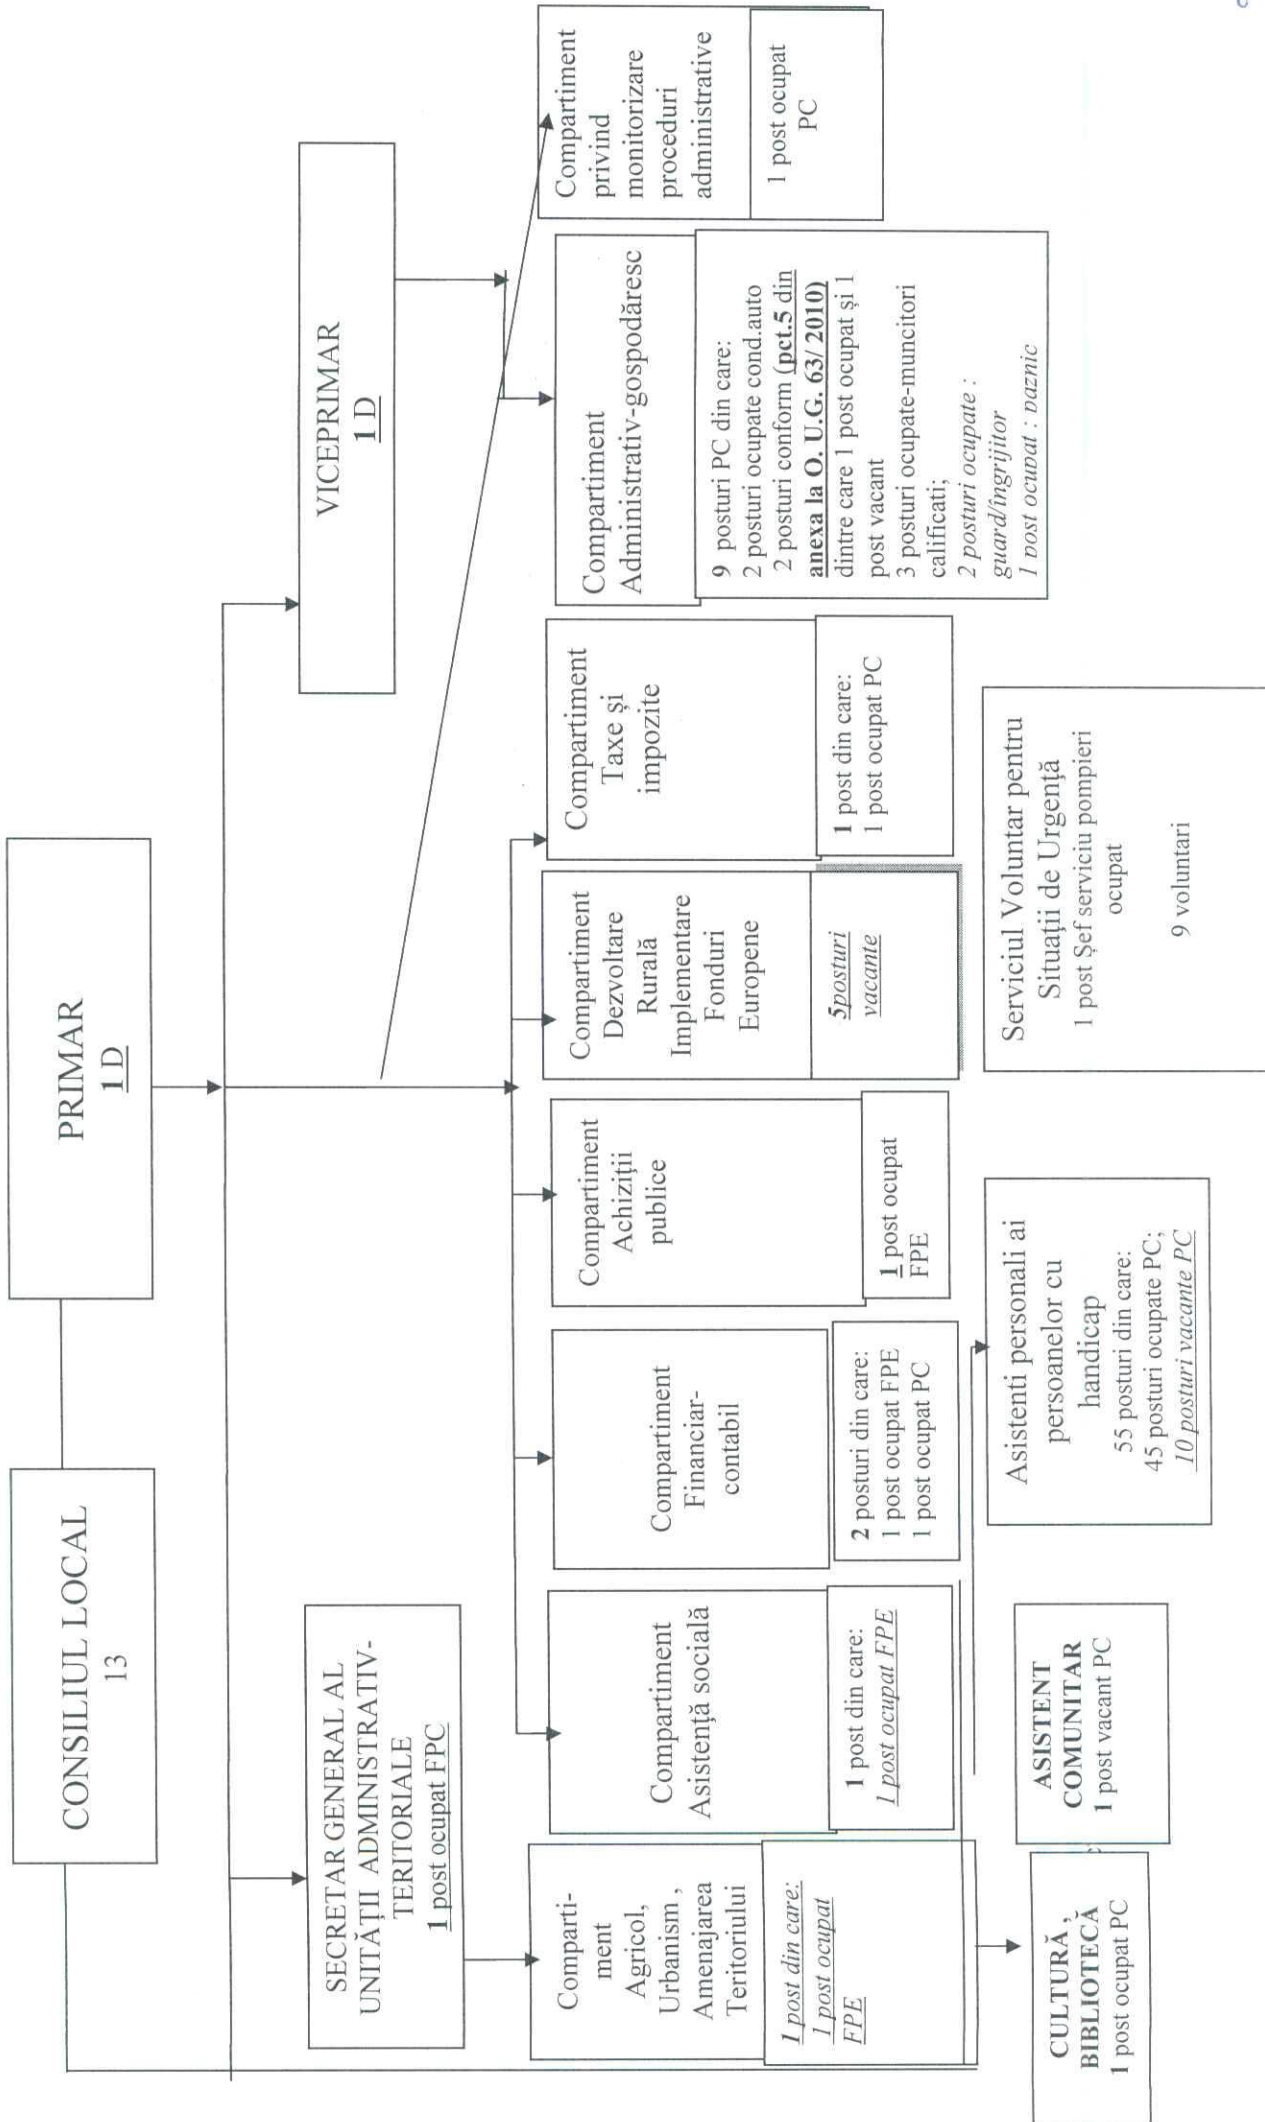 CONSILIUL LOCAL
13
PRIMAR
1 D
SECRETAR GENERAL AL
UNITĂȚII ADMINISTRATIV-
TERITORIALE
1 post ocupat FPC
VICEPRIMAR
1 D
Comparti-
ment
Agricol,
Urbanism ,
Amenajarea
Teritoriului
1 post din care:
1 post ocupat
FPE
Compartiment
Asistență socială
1 post din care:
1 post ocupat FPE
Compartiment
Financiar-
contabil
2 posturi din care:
1 post ocupat FPE
1 post ocupat PC
Compartiment
Achiziții
publice
1 post ocupat
FPE
Compartiment
Dezvoltare
Rurală
Implementare
Fonduri
Europene
5posturi
vacante
Compartiment
Taxe și
impozite
1 post din care:
1 post ocupat PC
Compartiment
Administrativ-gospodăresc
9 posturi PC din care:
2 posturi ocupate cond.auto
2 posturi conform (pct.5 din
anexa la O. U.G. 63/ 2010)
dintre care 1 post ocupat și 1
post vacant
3 posturi ocupate-muncitori
calificati;
2 posturi ocupate :
guard/îngrijitor
1 post ocupat : paznic
Compartiment
privind
monitorizare
proceduri
administrative
1 post ocupat
PC
CULTURĂ,
BIBLIOTECĂ
1 post ocupat PC
ASISTENT
COMUNITAR
1 post vacant PC
Asistenti personali ai
persoanelor cu
handicap
55 posturi din care:
45 posturi ocupate PC;
10 posturi vacante PC
Serviciul Voluntar pentru
Situații de Urgență
1 post Șef serviciu pompieri
ocupat
9 voluntari